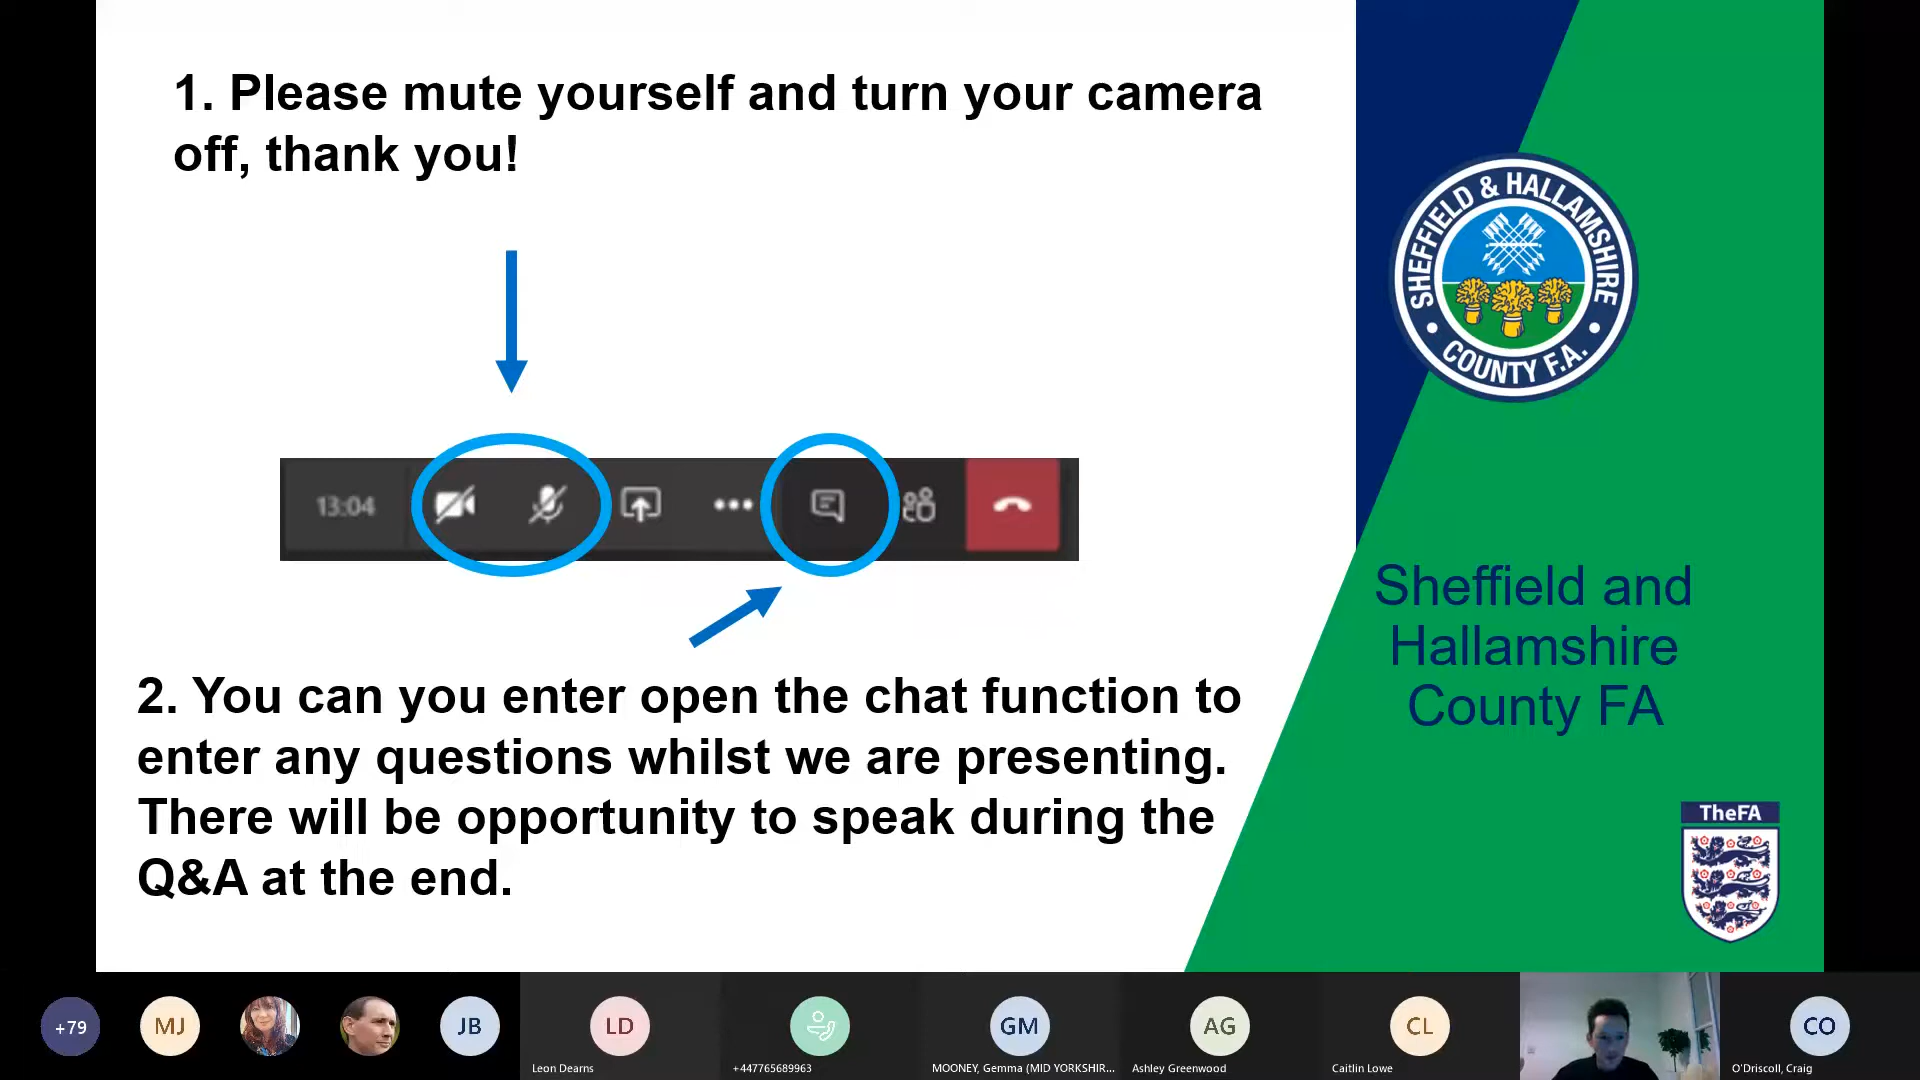 1. Please mute yourself and turn your camera
off, thank you!
SHEFFIELD & HALLAMSHIRE
COUNTY F.A.
13:04
Sheffield and
Hallamshire
County FA
2. You can you enter open the chat function to
enter any questions whilst we are presenting.
There will be opportunity to speak during the
Q&A at the end.
TheFA
+79
MJ
JB
LD
Leon Dearns
+447765689963
GM
MOONEY, Gemma (MID YORKSHIR...
AG
Ashley Greenwood
CL
Caitlin Lowe
CO
O'Driscoll, Craig